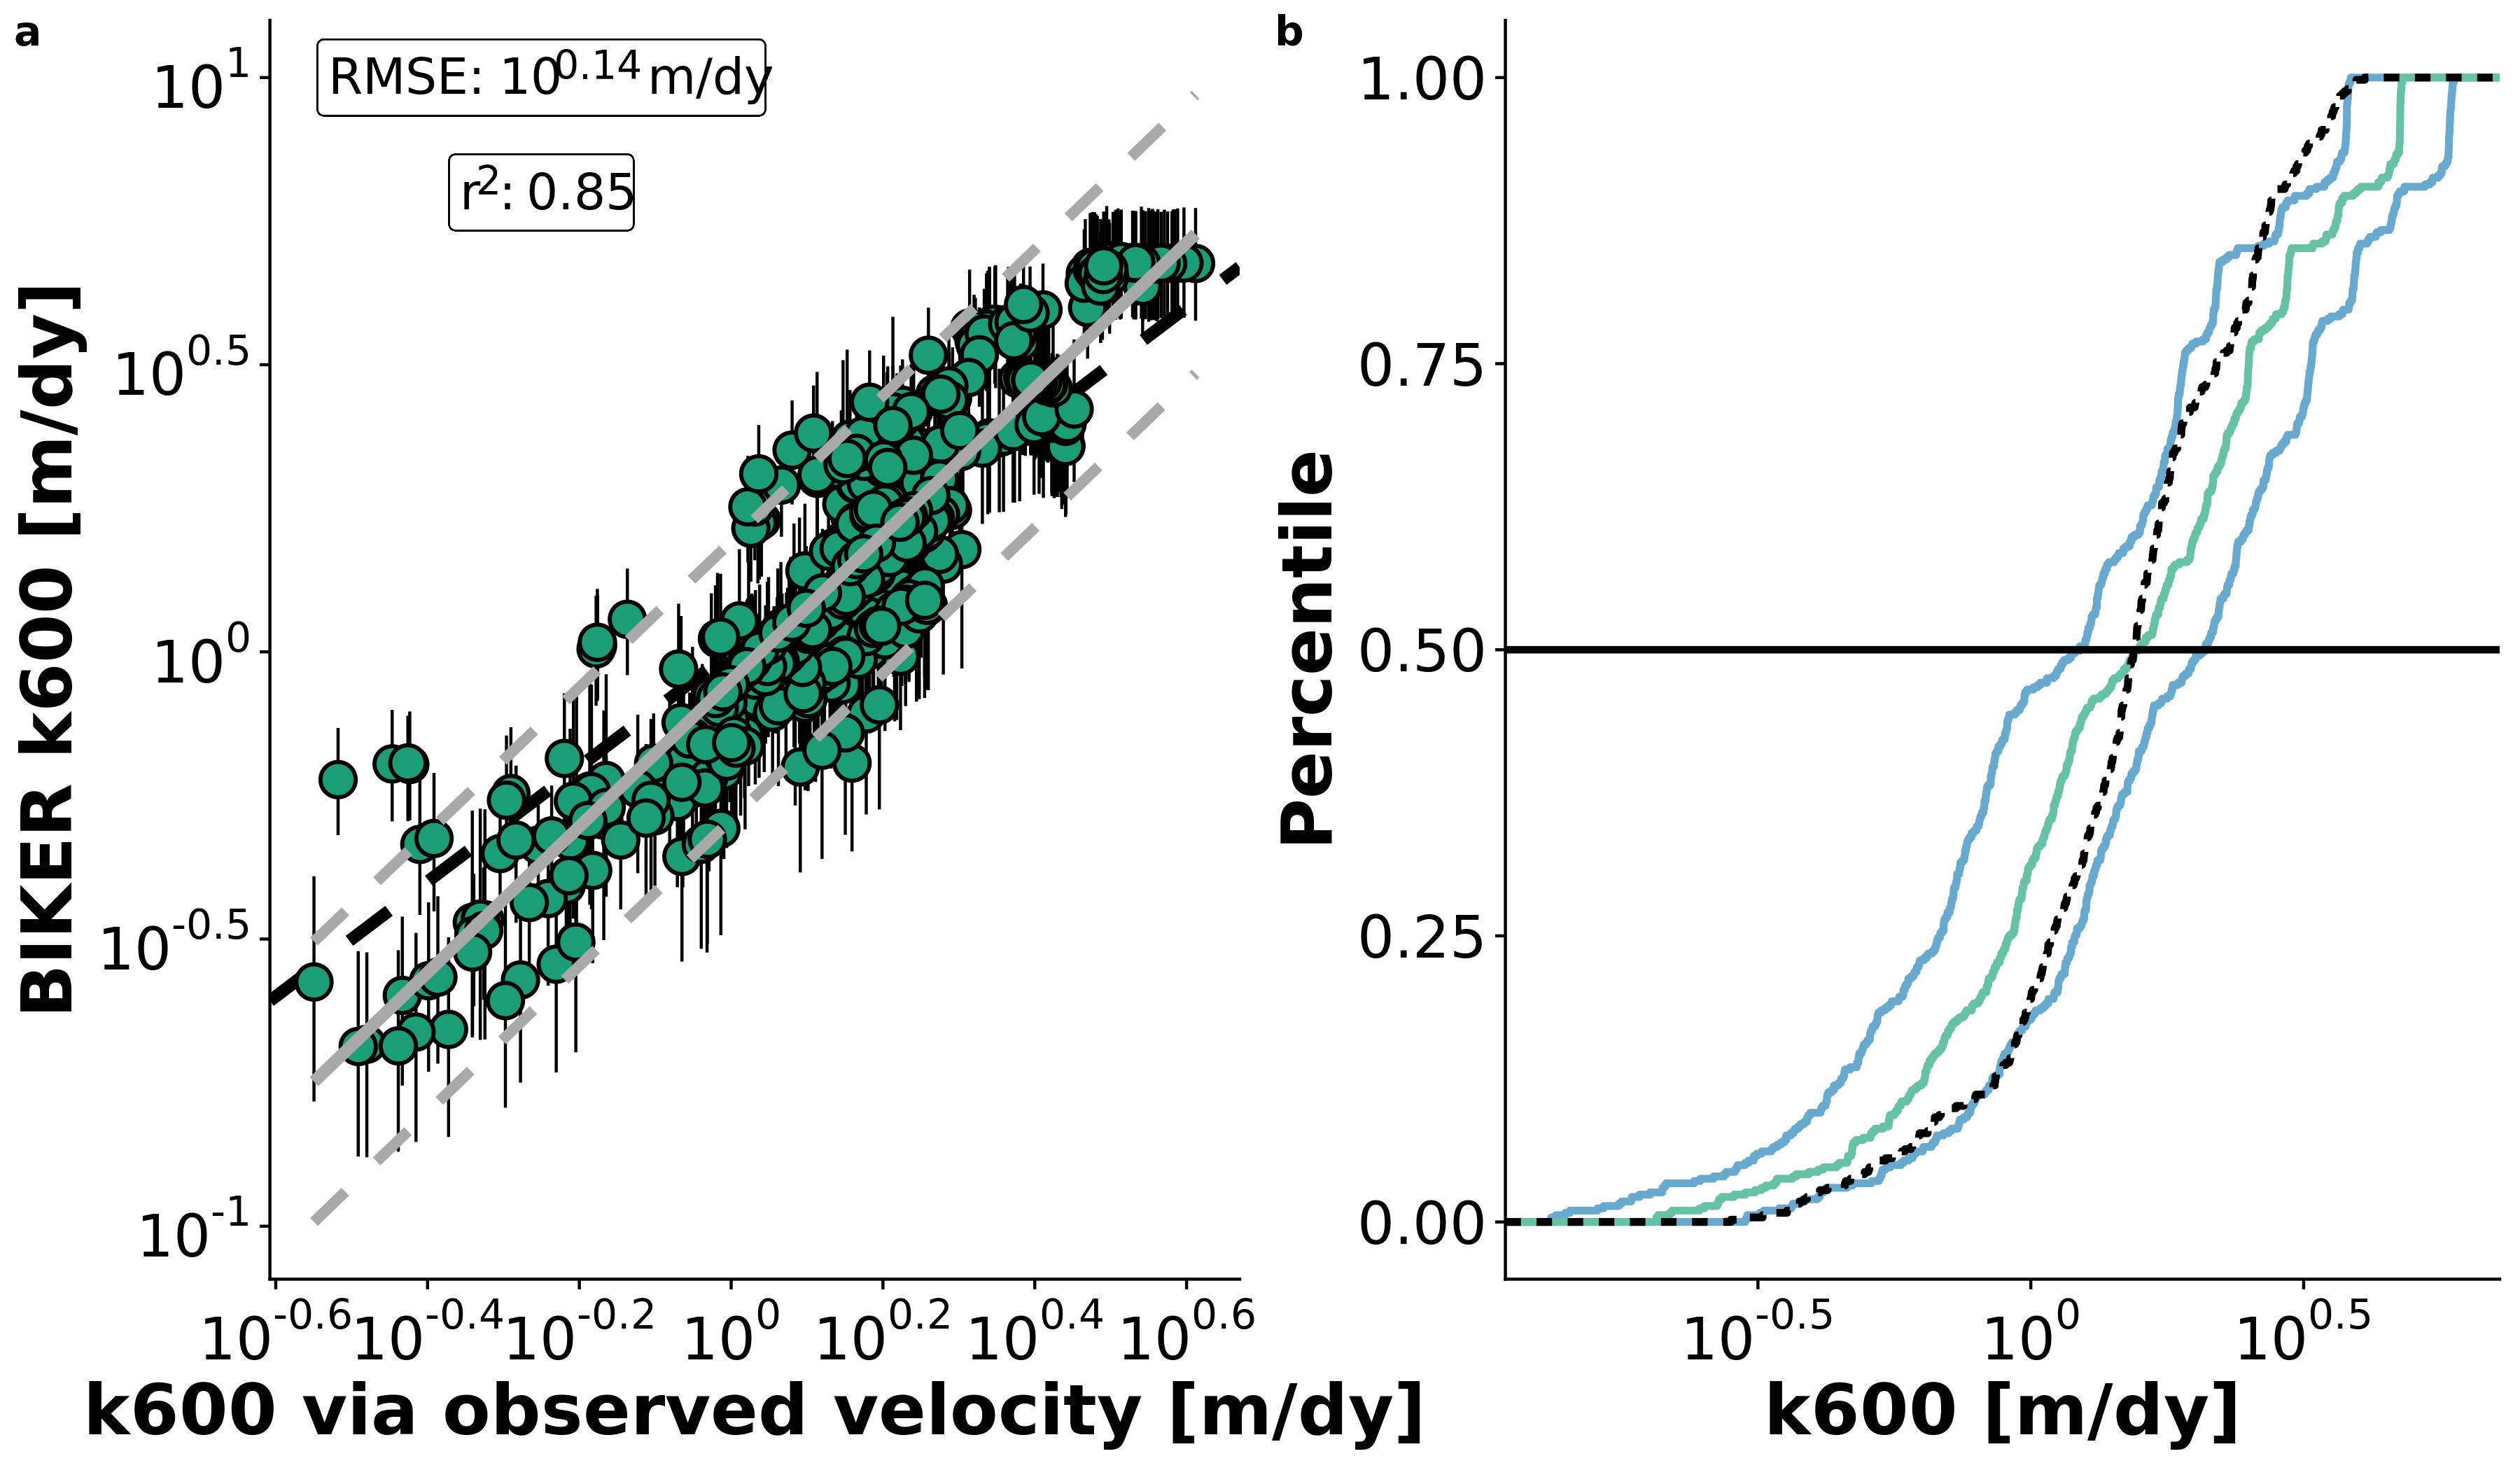 a
RMSE: 10^0.14 m/dy
r²: 0.85
BIKER k600 [m/dy]
10^1
10^0.5
10^0
10^-0.5
10^-1
10^-0.6 10^-0.4 10^-0.2 10^0 10^0.2 10^0.4 10^0.6
k600 via observed velocity [m/dy]
b
Percentile
1.00
0.75
0.50
0.25
0.00
10^-0.5 10^0 10^0.5
k600 [m/dy]